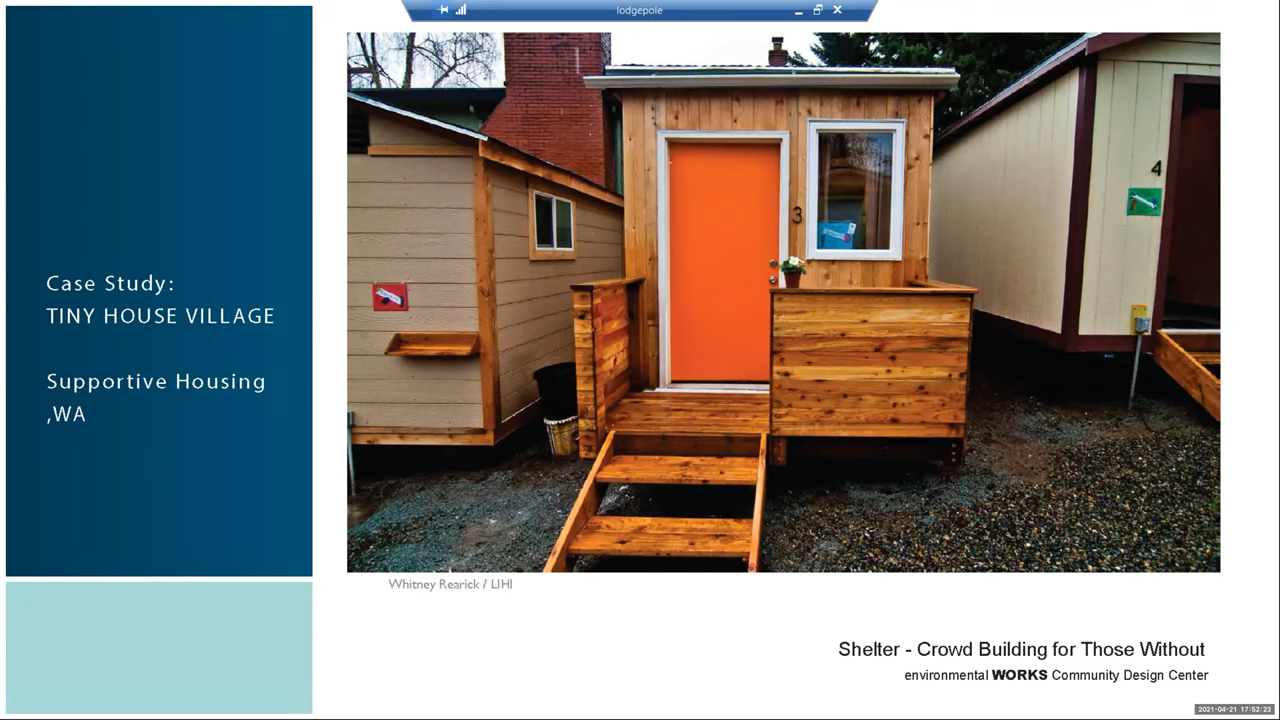 lodgepole
Case Study:
TINY HOUSE VILLAGE
Supportive Housing
,WA
3
4
Whitney Rearick / LIHI
Shelter - Crowd Building for Those Without
environmental WORKS Community Design Center
2021-04-21 17:52:23